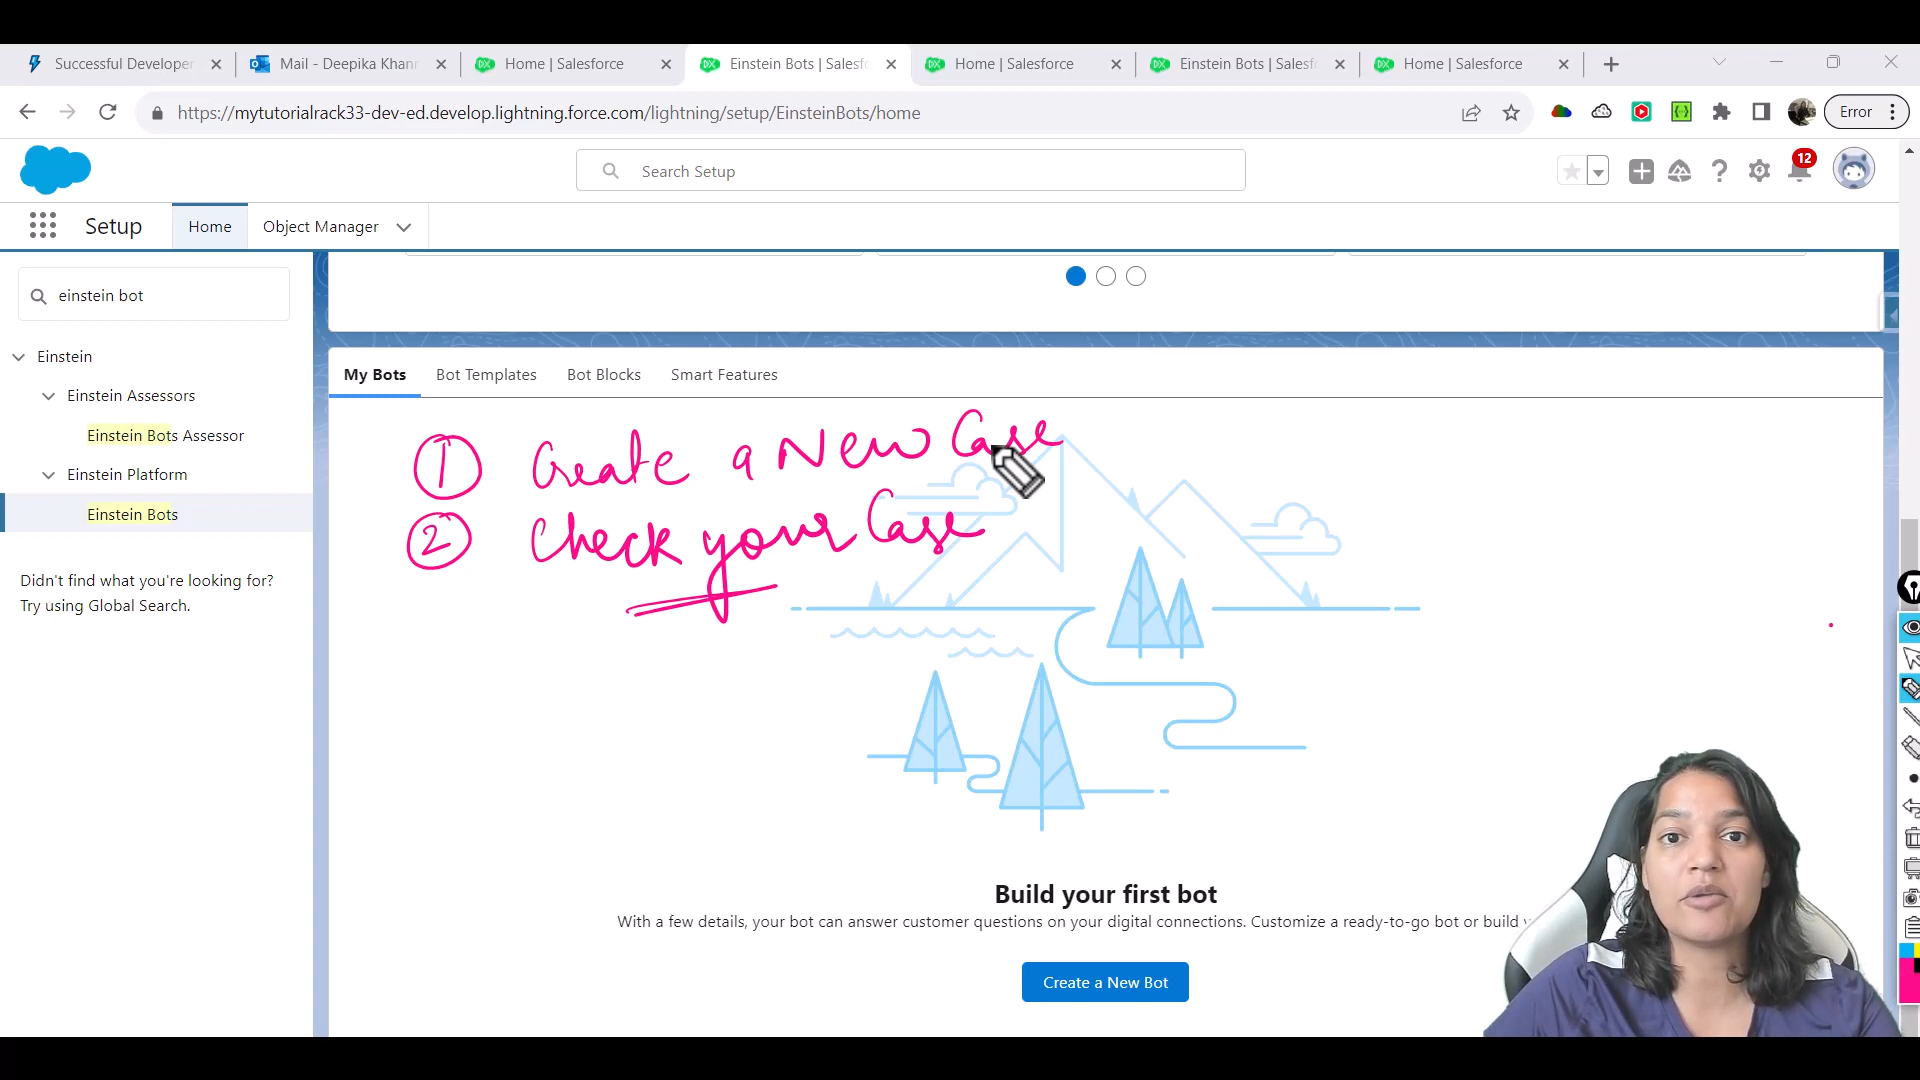 Successful Developer
Mail - Deepika Khann
Home | Salesforce
Einstein Bots | Salesf
Home | Salesforce
Einstein Bots | Salesf
Home | Salesforce
https://mytutorialrack33-dev-ed.develop.lightning.force.com/lightning/setup/EinsteinBots/home
Error
Search Setup
12
Setup
Home
Object Manager
einstein bot
Einstein
Einstein Assessors
Einstein Bots Assessor
Einstein Platform
Einstein Bots
Didn't find what you're looking for?
Try using Global Search.
My Bots
Bot Templates
Bot Blocks
Smart Features
1 Create a New Case
2 Check your Case
Build your first bot
With a few details, your bot can answer customer questions on your digital connections. Customize a ready-to-go bot or build
Create a New Bot